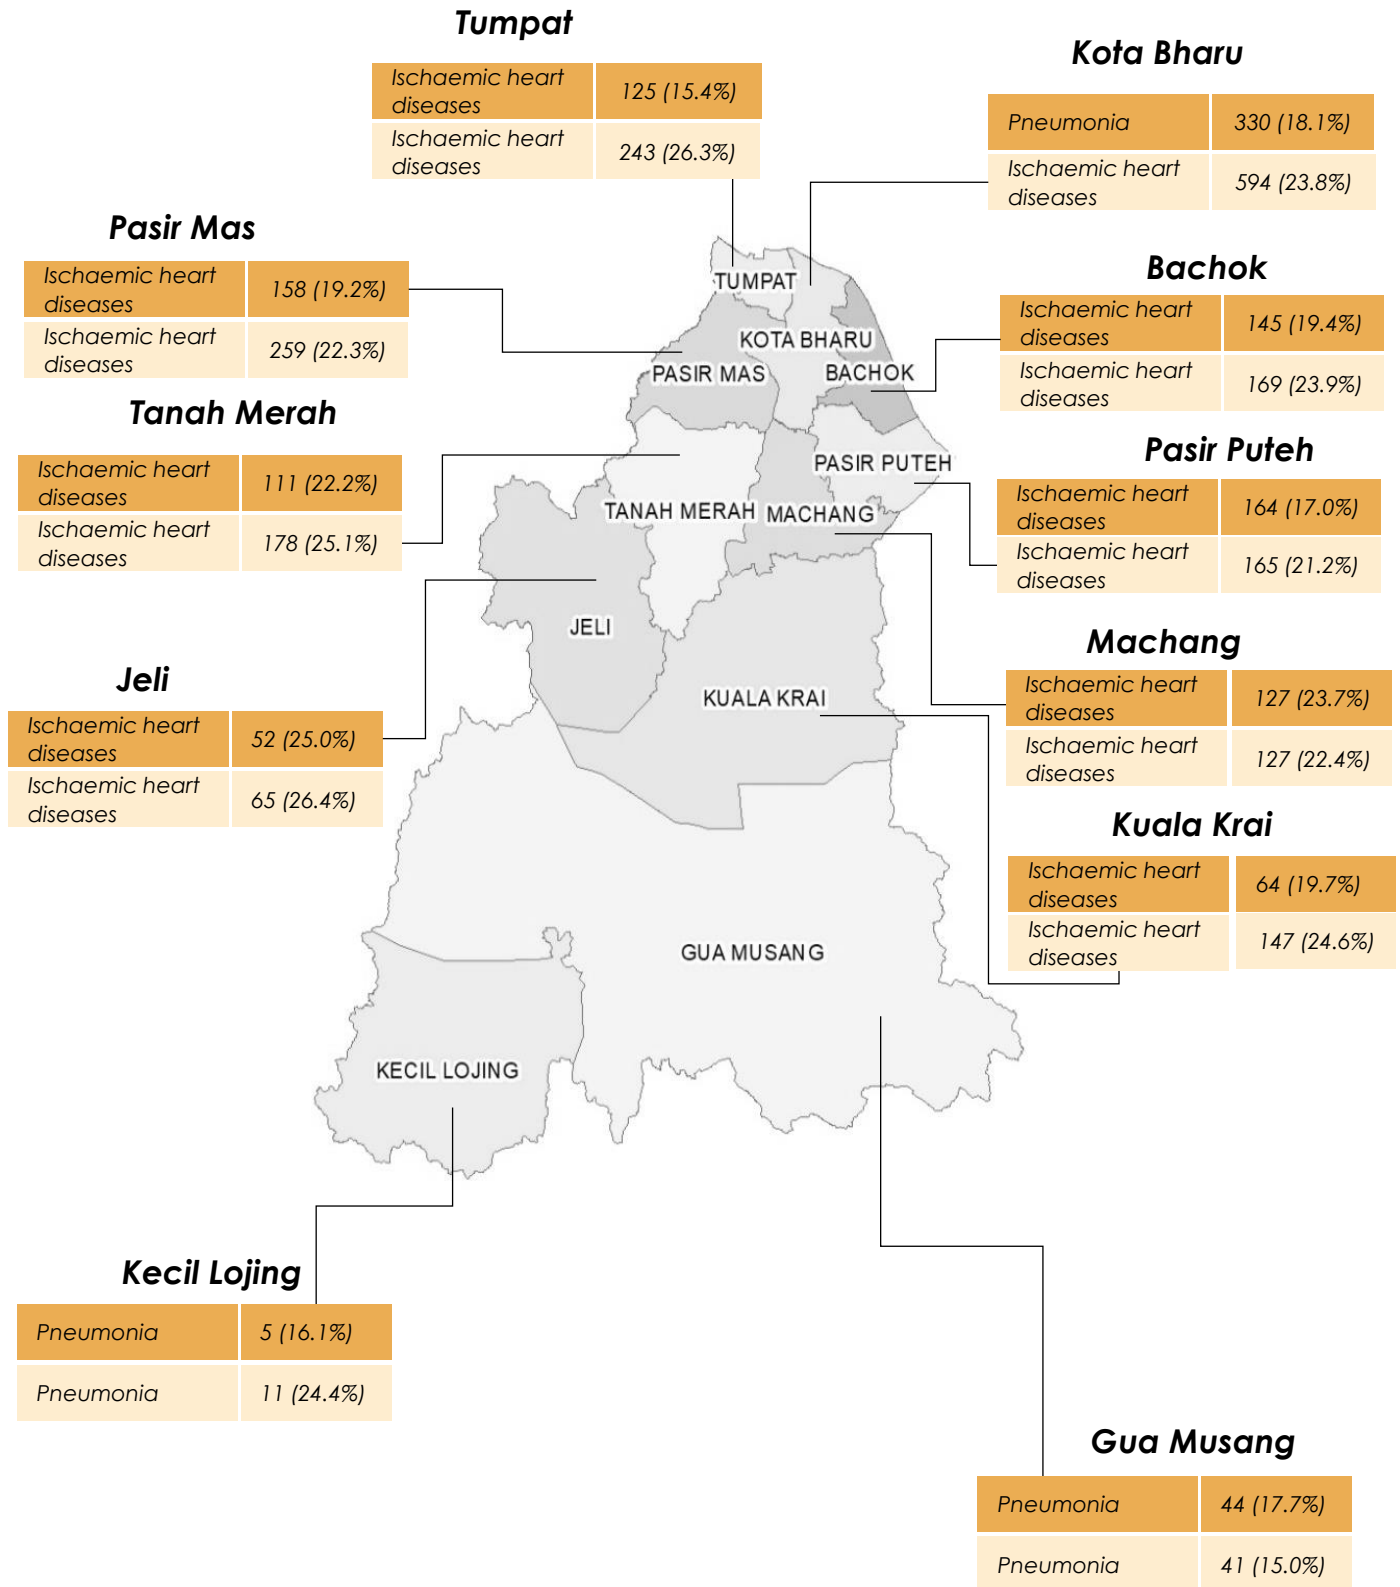 Tumpat
Ischaemic heart
diseases
125 (15.4%)
Ischaemic heart
diseases
243 (26.3%)
Kota Bharu
Pneumonia
330 (18.1%)
Ischaemic heart
diseases
594 (23.8%)
Pasir Mas
Ischaemic heart
diseases
158 (19.2%)
Ischaemic heart
diseases
259 (22.3%)
Bachok
Ischaemic heart
diseases
145 (19.4%)
Ischaemic heart
diseases
169 (23.9%)
Tanah Merah
Ischaemic heart
diseases
111 (22.2%)
Ischaemic heart
diseases
178 (25.1%)
Pasir Puteh
Ischaemic heart
diseases
164 (17.0%)
Ischaemic heart
diseases
165 (21.2%)
Jeli
Ischaemic heart
diseases
52 (25.0%)
Ischaemic heart
diseases
65 (26.4%)
Machang
Ischaemic heart
diseases
127 (23.7%)
Ischaemic heart
diseases
127 (22.4%)
Kuala Krai
Ischaemic heart
diseases
64 (19.7%)
Ischaemic heart
diseases
147 (24.6%)
TUMPAT
KOTA BHARU
PASIR MAS
BACHOK
PASIR PUTEH
TANAH MERAH
MACHANG
JELI
KUALA KRAI
GUA MUSANG
KECIL LOJING
Kecil Lojing
Pneumonia
5 (16.1%)
Pneumonia
11 (24.4%)
Gua Musang
Pneumonia
44 (17.7%)
Pneumonia
41 (15.0%)